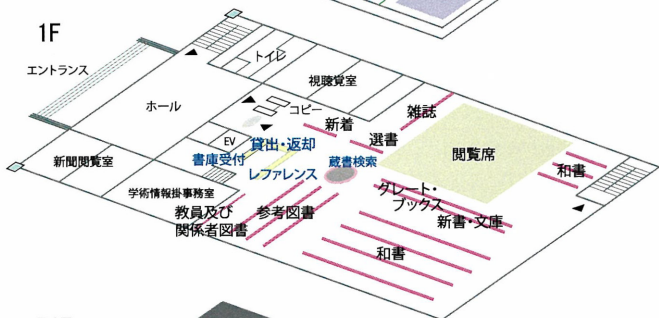 1F
エントランス
トイレ
視聴覚室
ホール
コピー
雑誌
新着
選書
EV
貸出・返却
閲覧席
新聞閲覧室
書庫受付
蔵書検索
レファレンス
和書
学術情報掛事務室
グレート・
ブックス
教員及び
関係者図書
参考図書
新書・文庫
和書